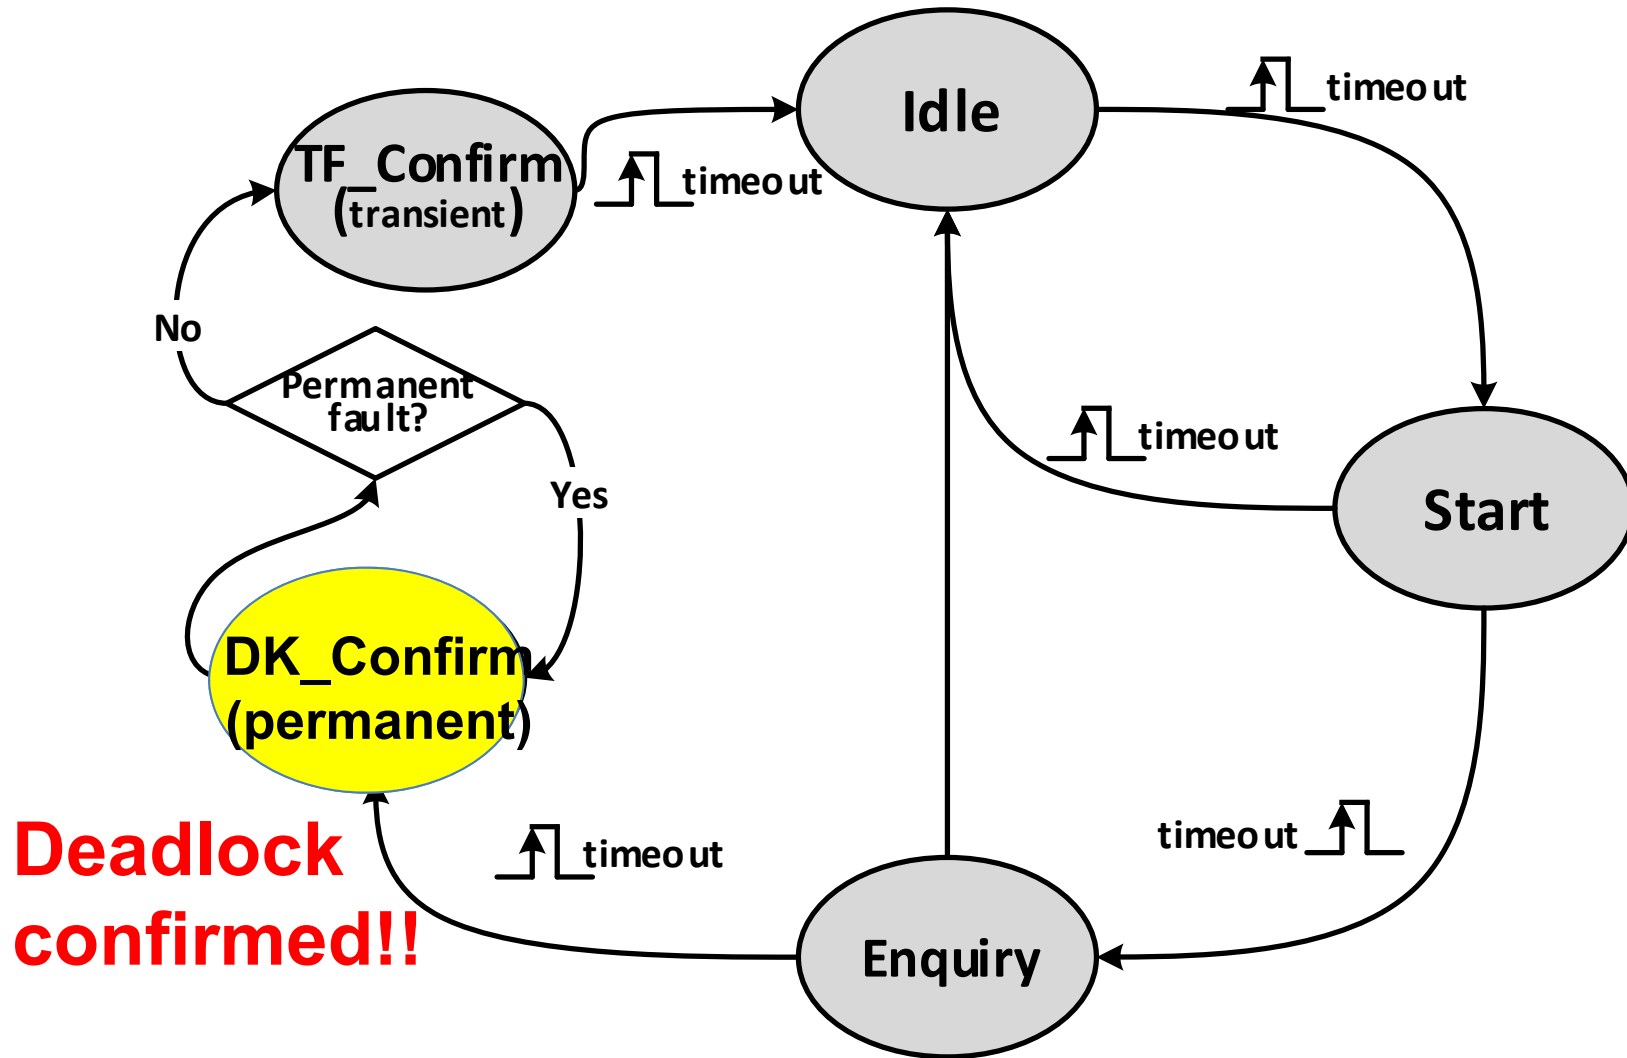 Idle
timeout
TF_Confirm
(transient)
timeout
No
Permanent
fault?
timeout
Yes
Start
DK_Confirm
(permanent)
Deadlock
confirmed!!
timeout
timeout
Enquiry